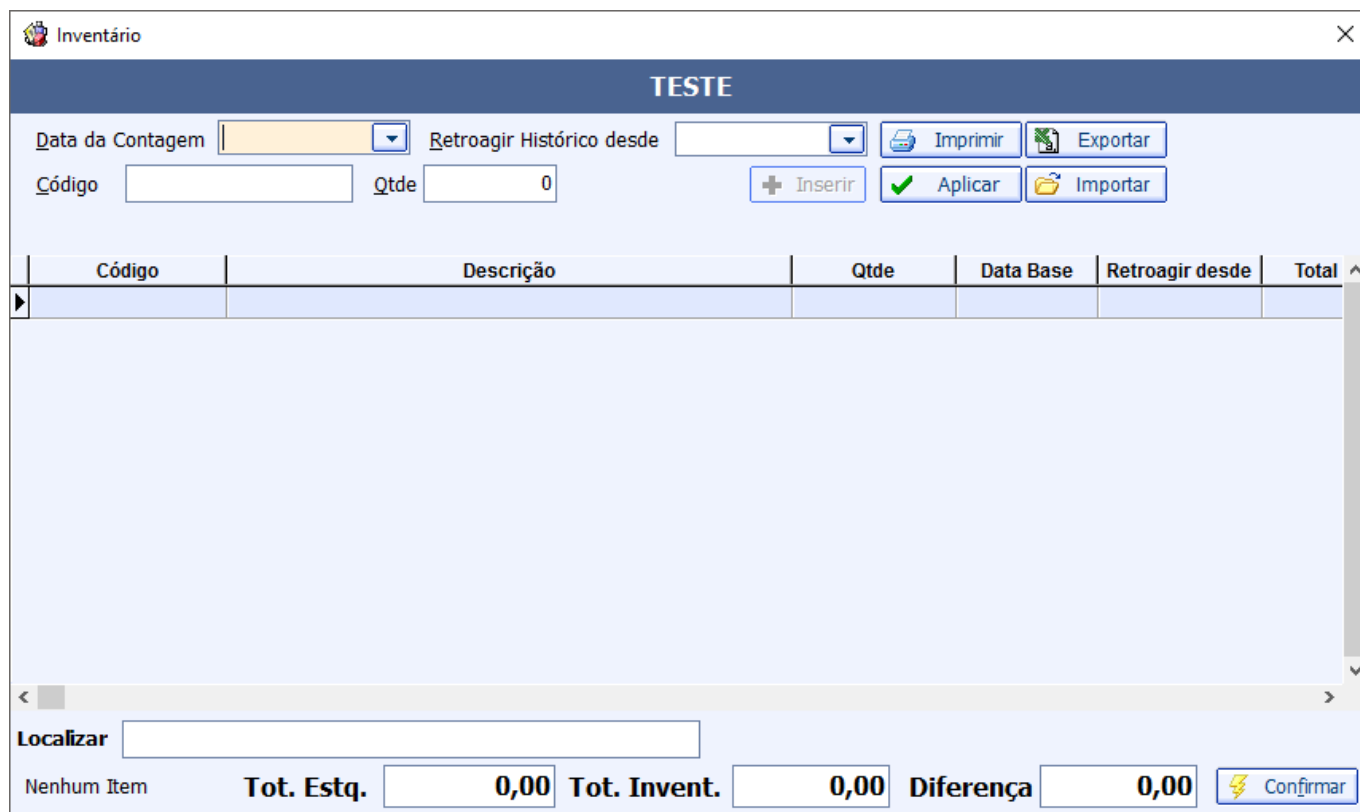 Inventário
TESTE
Data da Contagem Retroagir Histórico desde Imprimir Exportar
Código Qtde 0 Inserir Aplicar Importar
Código Descrição Qtde Data Base Retroagir desde Total
Localizar
Nenhum Item Tot. Estq. 0,00 Tot. Invent. 0,00 Diferença 0,00 Confirmar